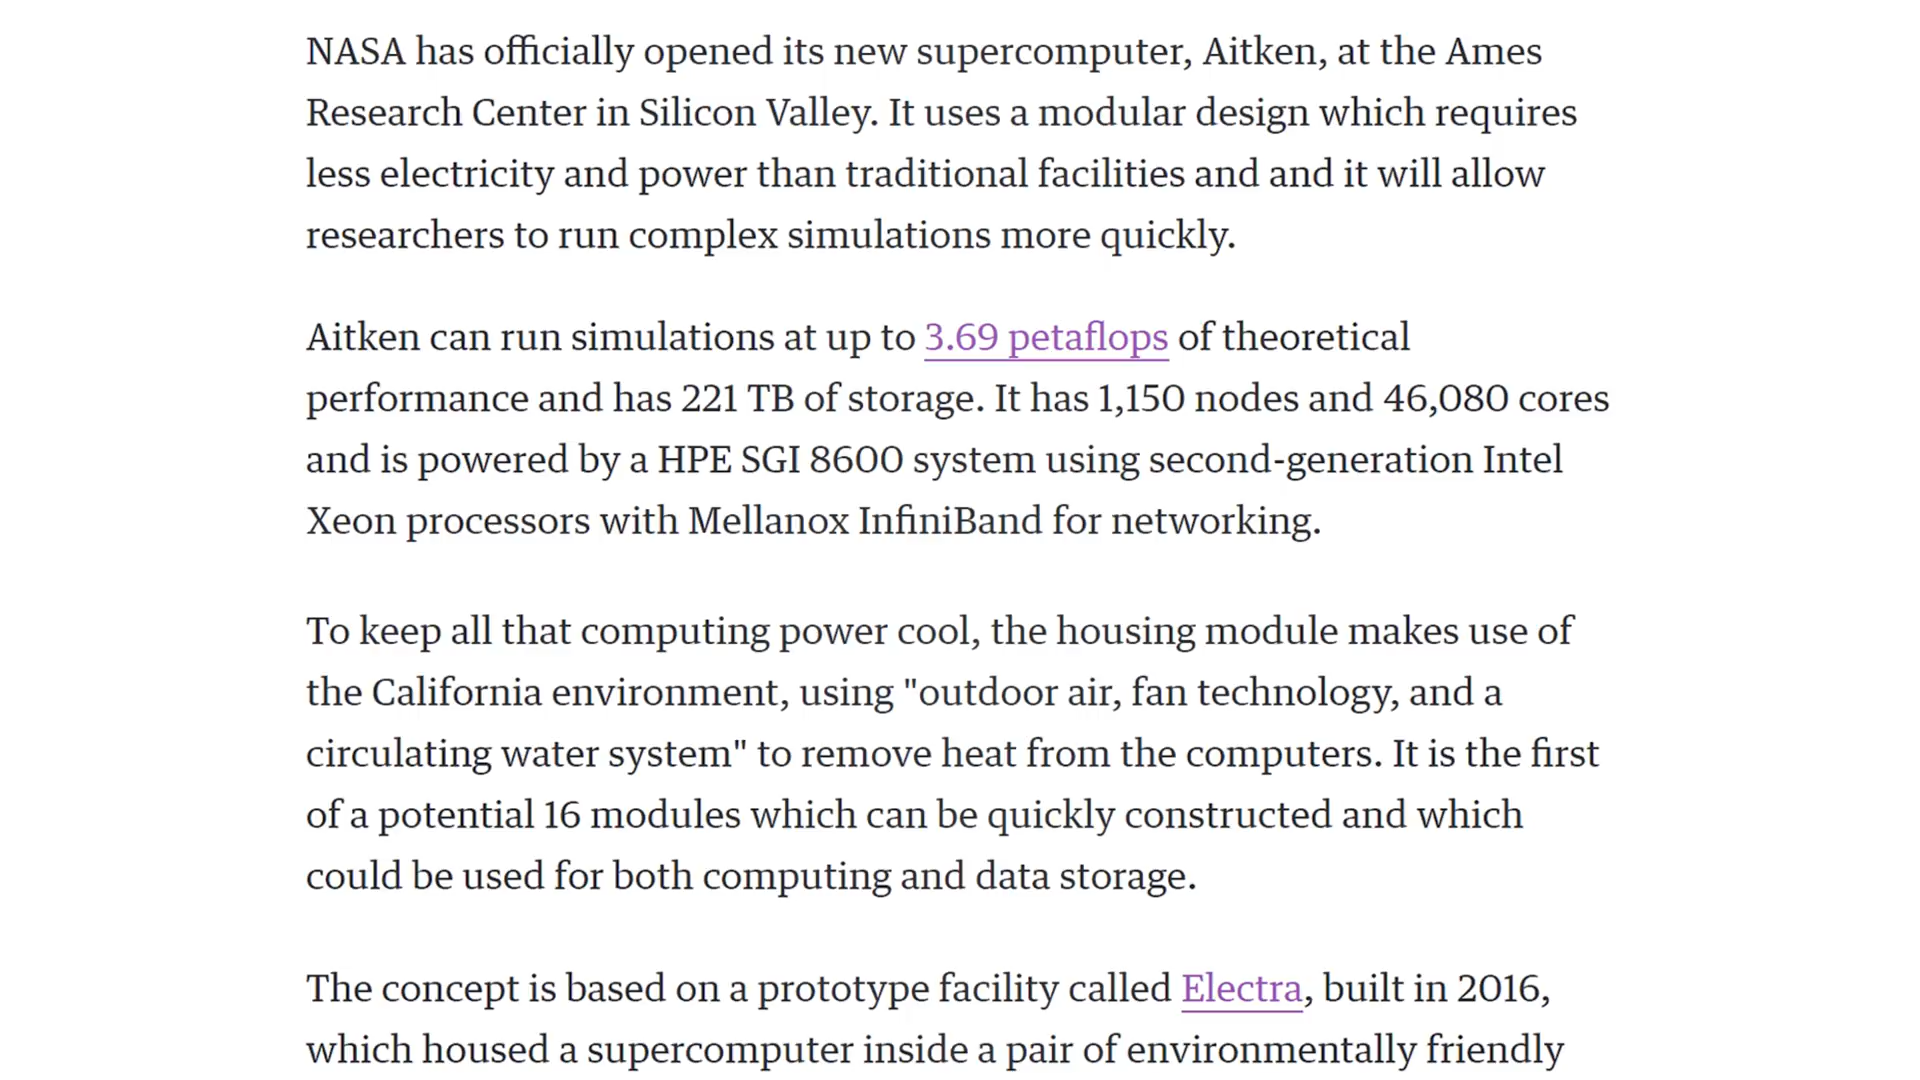 NASA has officially opened its new supercomputer, Aitken, at the Ames
Research Center in Silicon Valley. It uses a modular design which requires
less electricity and power than traditional facilities and and it will allow
researchers to run complex simulations more quickly.
Aitken can run simulations at up to 3.69 petaflops of theoretical
performance and has 221 TB of storage. It has 1,150 nodes and 46,080 cores
and is powered by a HPE SGI 8600 system using second-generation Intel
Xeon processors with Mellanox InfiniBand for networking.
To keep all that computing power cool, the housing module makes use of
the California environment, using "outdoor air, fan technology, and a
circulating water system" to remove heat from the computers. It is the first
of a potential 16 modules which can be quickly constructed and which
could be used for both computing and data storage.
The concept is based on a prototype facility called Electra, built in 2016,
which housed a supercomputer inside a pair of environmentally friendly